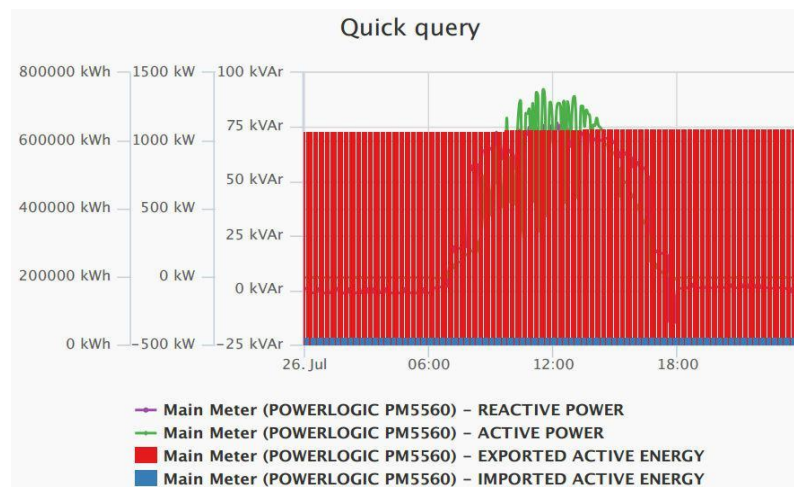 Quick query
800000 kWh 1500 kW 100 kVAr
600000 kWh 1000 kW 75 kVAr
50 kVAr
400000 kWh 500 kW
25 kVAr
200000 kWh 0 kW 0 kVAr
0 kWh -500 kW -25 kVAr
26. Jul 06:00 12:00 18:00
Main Meter (POWERLOGIC PM5560) - REACTIVE POWER
Main Meter (POWERLOGIC PM5560) - ACTIVE POWER
Main Meter (POWERLOGIC PM5560) - EXPORTED ACTIVE ENERGY
Main Meter (POWERLOGIC PM5560) - IMPORTED ACTIVE ENERGY